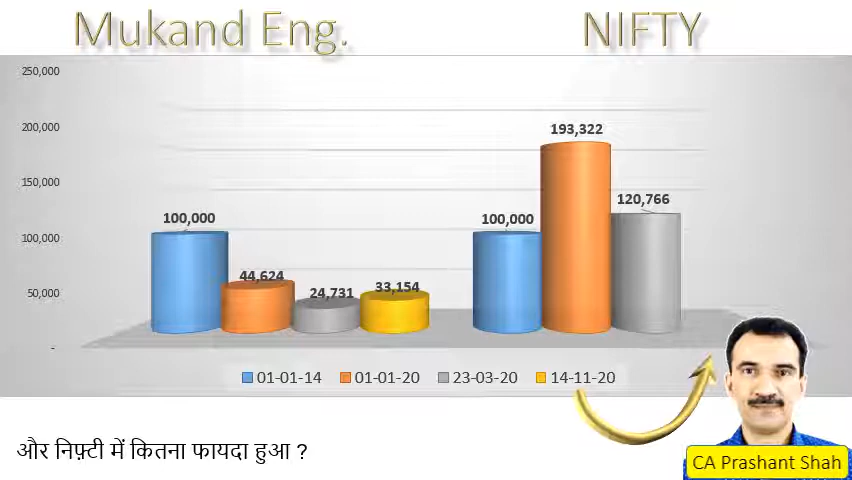 Mukand Eng. NIFTY
250,000
200,000
150,000
100,000
50,000
-
100,000 44,624 24,731 33,154
100,000 193,322 120,766
01-01-14 01-01-20 23-03-20 14-11-20
और निफ़्टी में कितना फायदा हुआ ?
CA Prashant Shah